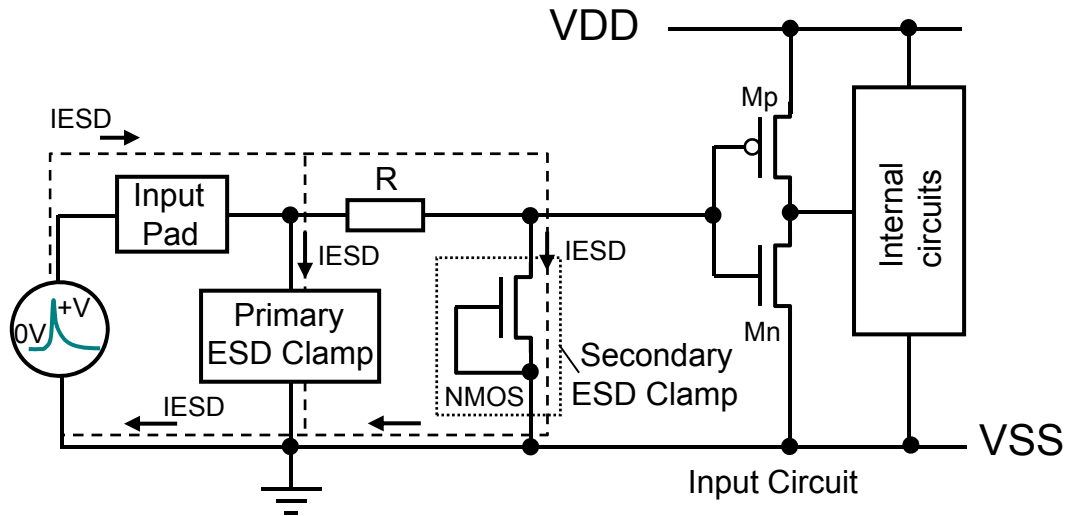 VDD
Mp
IESD
Input
Pad
R
Internal
circuits
IESD
IESD
0V
+V
Primary
ESD Clamp
Mn
Secondary
ESD Clamp
NMOS
IESD
VSS
Input Circuit